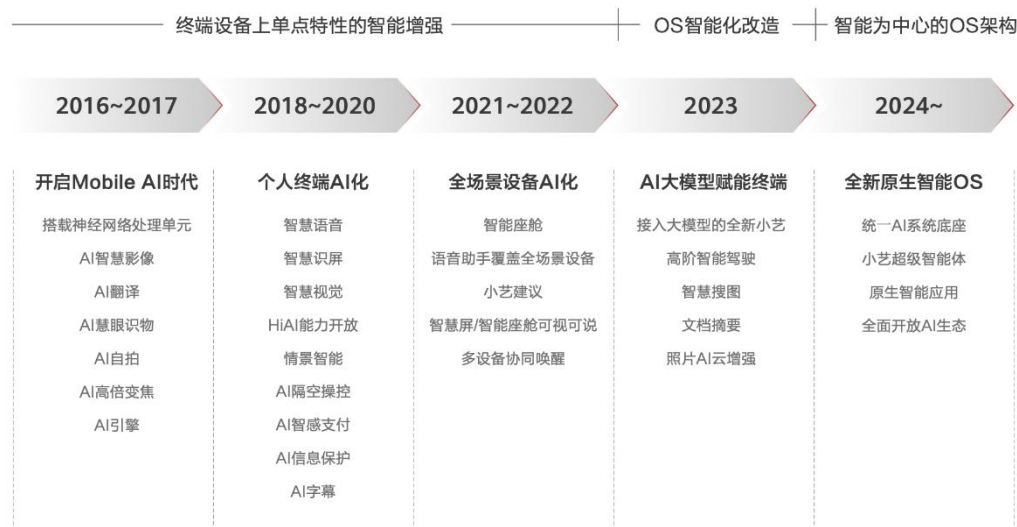 终端设备上单点特性的智能增强
OS智能化改造
智能为中心的OS架构
2016~2017
2018~2020
2021~2022
2023
2024~
开启Mobile AI时代
搭载神经网络处理单元
AI智慧影像
AI翻译
AI慧眼识物
AI自拍
AI高倍变焦
AI引擎
个人终端AI化
智慧语音
智慧识屏
智慧视觉
HiAI能力开放
情景智能
AI隔空操控
AI智感支付
AI信息保护
AI字幕
全场景设备AI化
智能座舱
语音助手覆盖全场景设备
小艺建议
智慧屏/智能座舱可视可说
多设备协同唤醒
AI大模型赋能终端
接入大模型的全新小艺
高阶智能驾驶
智慧搜图
文档摘要
照片AI云增强
全新原生智能OS
统一AI系统底座
小艺超级智能体
原生智能应用
全面开放AI生态